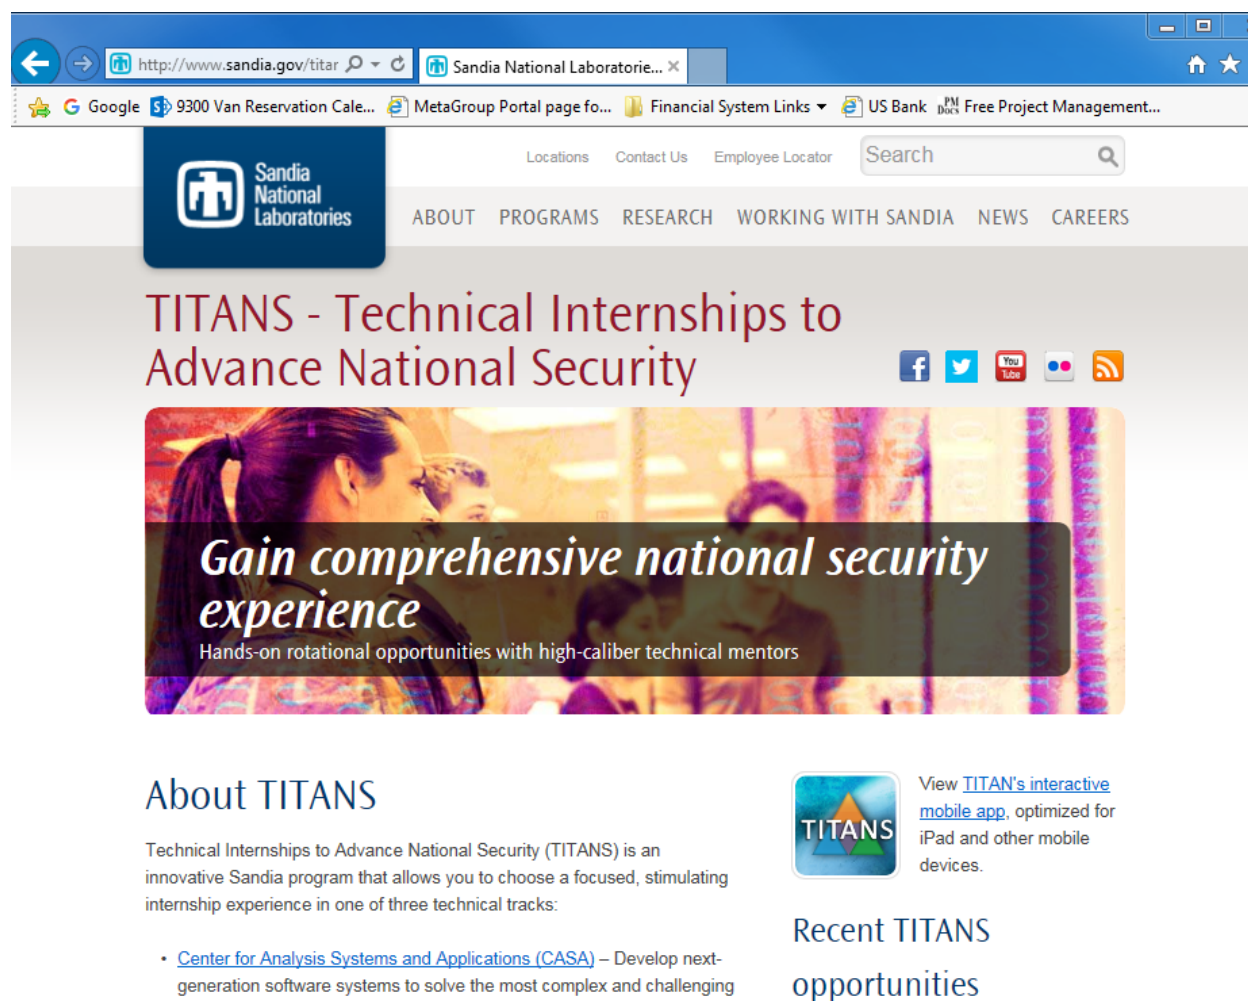 http://www.sandia.gov/titar
Sandia National Laboratorie...
Google
9300 Van Reservation Cale...
MetaGroup Portal page fo...
Financial System Links
US Bank
PM DOCS
Free Project Management...
Sandia
National
Laboratories
Locations
Contact Us
Employee Locator
Search
ABOUT
PROGRAMS
RESEARCH
WORKING WITH SANDIA
NEWS
CAREERS
TITANS - Technical Internships to
Advance National Security
You
Tube
Gain comprehensive national security
experience
Hands-on rotational opportunities with high-caliber technical mentors
About TITANS
Technical Internships to Advance National Security (TITANS) is an
innovative Sandia program that allows you to choose a focused, stimulating
internship experience in one of three technical tracks:
• Center for Analysis Systems and Applications (CASA) – Develop next-
generation software systems to solve the most complex and challenging
TITANS
View TITAN's interactive
mobile app, optimized for
iPad and other mobile
devices.
Recent TITANS
opportunities